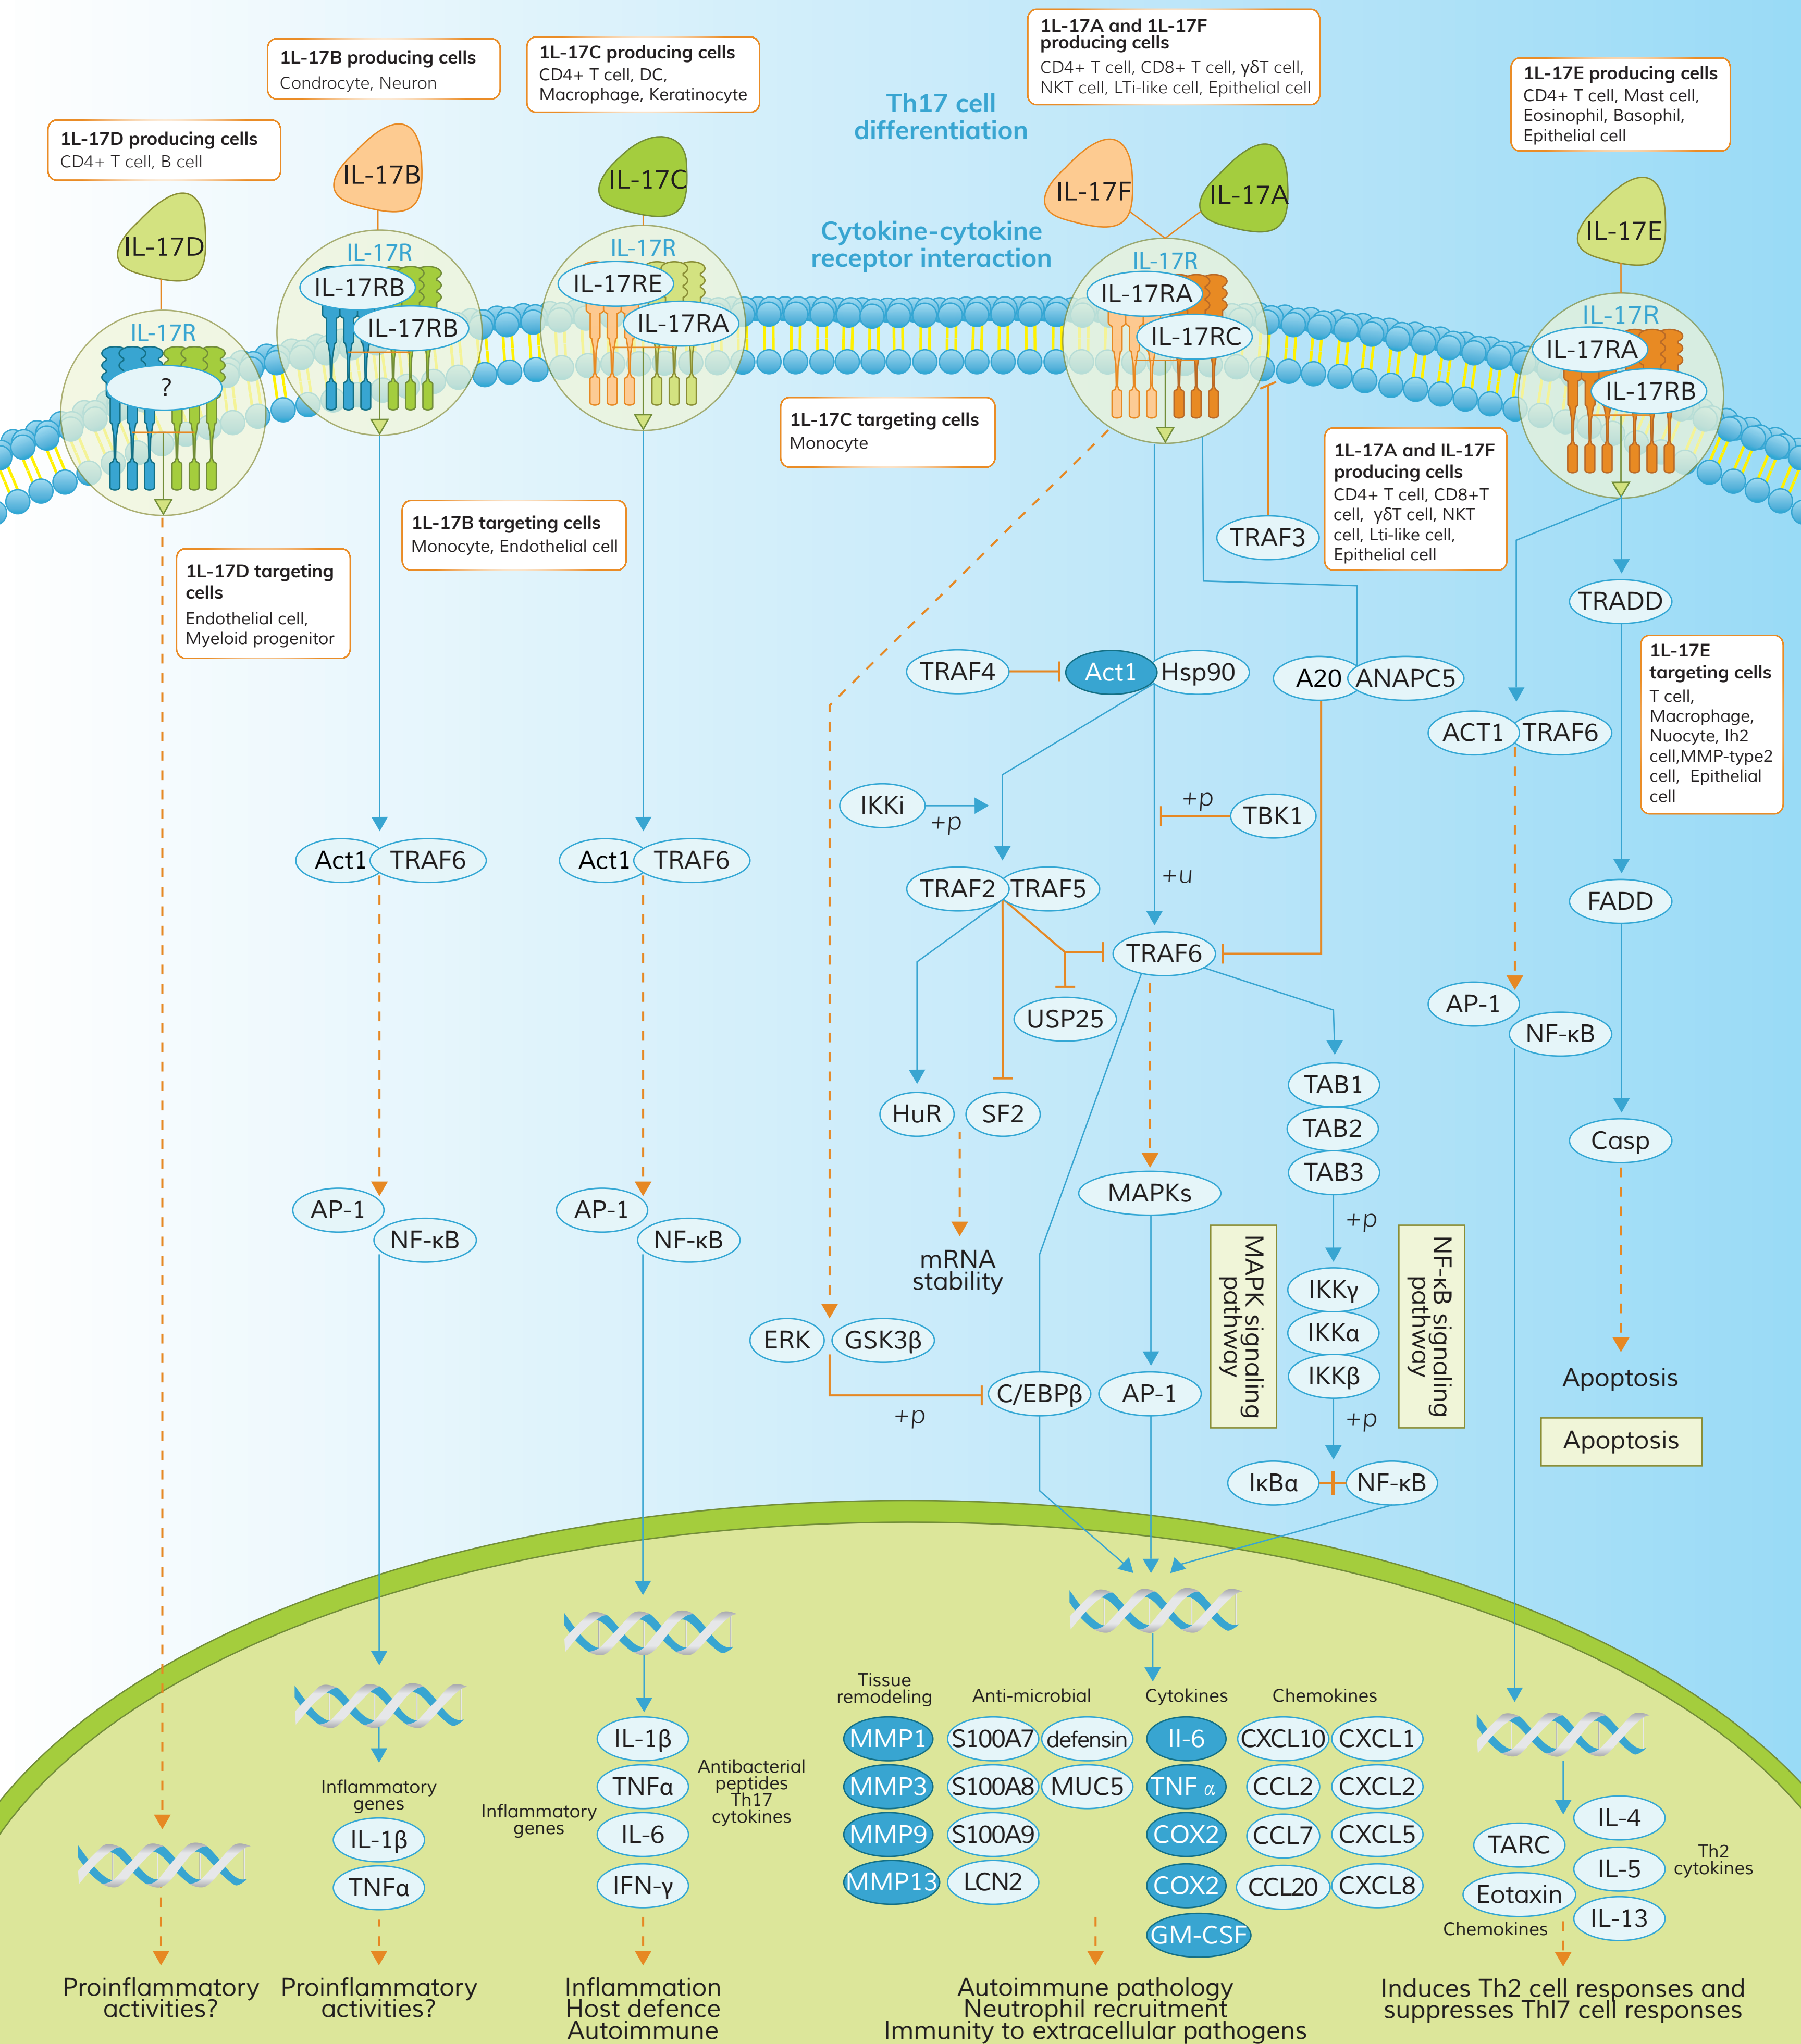 1L-17D producing cells
CD4+ T cell, B cell
IL-17D
IL-17R
?
1L-17D targeting
cells
Endothelial cell,
Myeloid progenitor
Proinflammatory
activities?
1L-17B producing cells
Condrocyte, Neuron
IL-17B
IL-17R
IL-17RB
IL-17RB
1L-17B targeting cells
Monocyte, Endothelial cell
Act1
TRAF6
AP-1
NF-κB
Inflammatory
genes
IL-1β
TNFα
Proinflammatory
activities?
1L-17C producing cells
CD4+ T cell, DC,
Macrophage, Keratinocyte
IL-17C
IL-17R
IL-17RE
IL-17RA
1L-17C targeting cells
Monocyte
Act1
TRAF6
AP-1
NF-κB
IL-1β
TNFα
IL-6
IFN-γ
Inflammatory
genes
Antibacterial
peptides
Th17
cytokines
Inflammation
Host defence
Autoimmune
Th17 cell
differentiation
Cytokine-cytokine
receptor interaction
1L-17A and 1L-17F
producing cells
CD4+ T cell, CD8+ T cell, γδT cell,
NKT cell, LTi-like cell, Epithelial cell
IL-17F
IL-17A
IL-17R
IL-17RA
IL-17RC
TRAF3
1L-17A and IL-17F
producing cells
CD4+ T cell, CD8+T
cell, γδT cell, NKT
cell, Lti-like cell,
Epithelial cell
TRAF4
Act1
Hsp90
A20
ANAPC5
IKKi
+p
+p
TBK1
+u
TRAF2
TRAF5
TRAF6
USP25
HuR
SF2
mRNA
stability
MAPKs
TAB1
TAB2
TAB3
+p
IKKγ
IKKα
IKKβ
+p
MAPK signaling
pathway
NF-κB signaling
pathway
ERK
GSK3β
+p
C/EBPβ
AP-1
IκBα
NF-κB
Tissue
remodeling
MMP1
MMP3
MMP9
MMP13
Anti-microbial
S100A7
defensin
S100A8
MUC5
S100A9
LCN2
Cytokines
Il-6
TNF α
COX2
COX2
GM-CSF
Chemokines
CXCL10
CXCL1
CCL2
CXCL2
CCL7
CXCL5
CCL20
CXCL8
Autoimmune pathology
Neutrophil recruitment
Immunity to extracellular pathogens
1L-17E producing cells
CD4+ T cell, Mast cell,
Eosinophil, Basophil,
Epithelial cell
IL-17E
IL-17R
IL-17RA
IL-17RB
TRADD
1L-17E
targeting cells
T cell,
Macrophage,
Nuocyte, Ih2
cell,MMP-type2
cell, Epithelial
cell
ACT1
TRAF6
FADD
AP-1
NF-κB
Casp
Apoptosis
Apoptosis
TARC
Eotaxin
Chemokines
IL-4
IL-5
IL-13
Th2
cytokines
Induces Th2 cell responses and
suppresses Thl7 cell responses